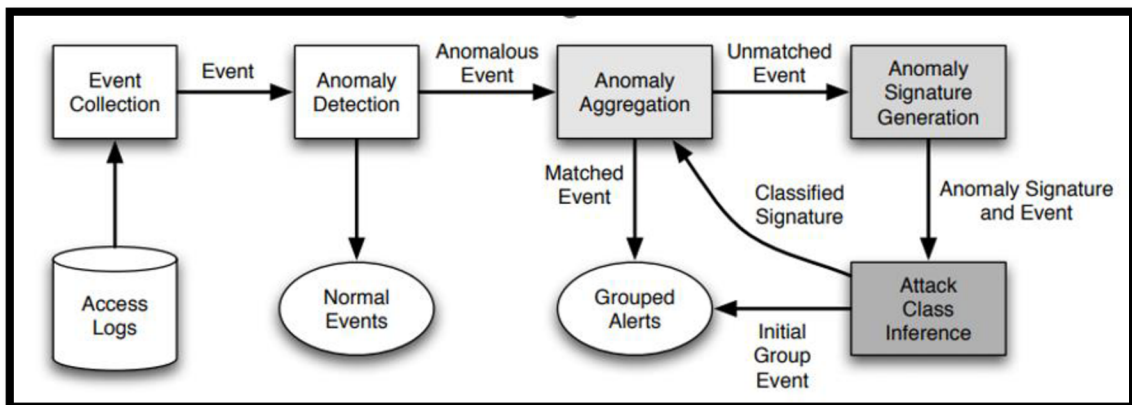 Event
Collection
Event
Anomaly
Detection
Anomalous
Event
Anomaly
Aggregation
Unmatched
Event
Anomaly
Signature
Generation
Matched
Event
Classified
Signature
Anomaly Signature
and Event
Access
Logs
Normal
Events
Grouped
Alerts
Initial
Group
Event
Attack
Class
Inference